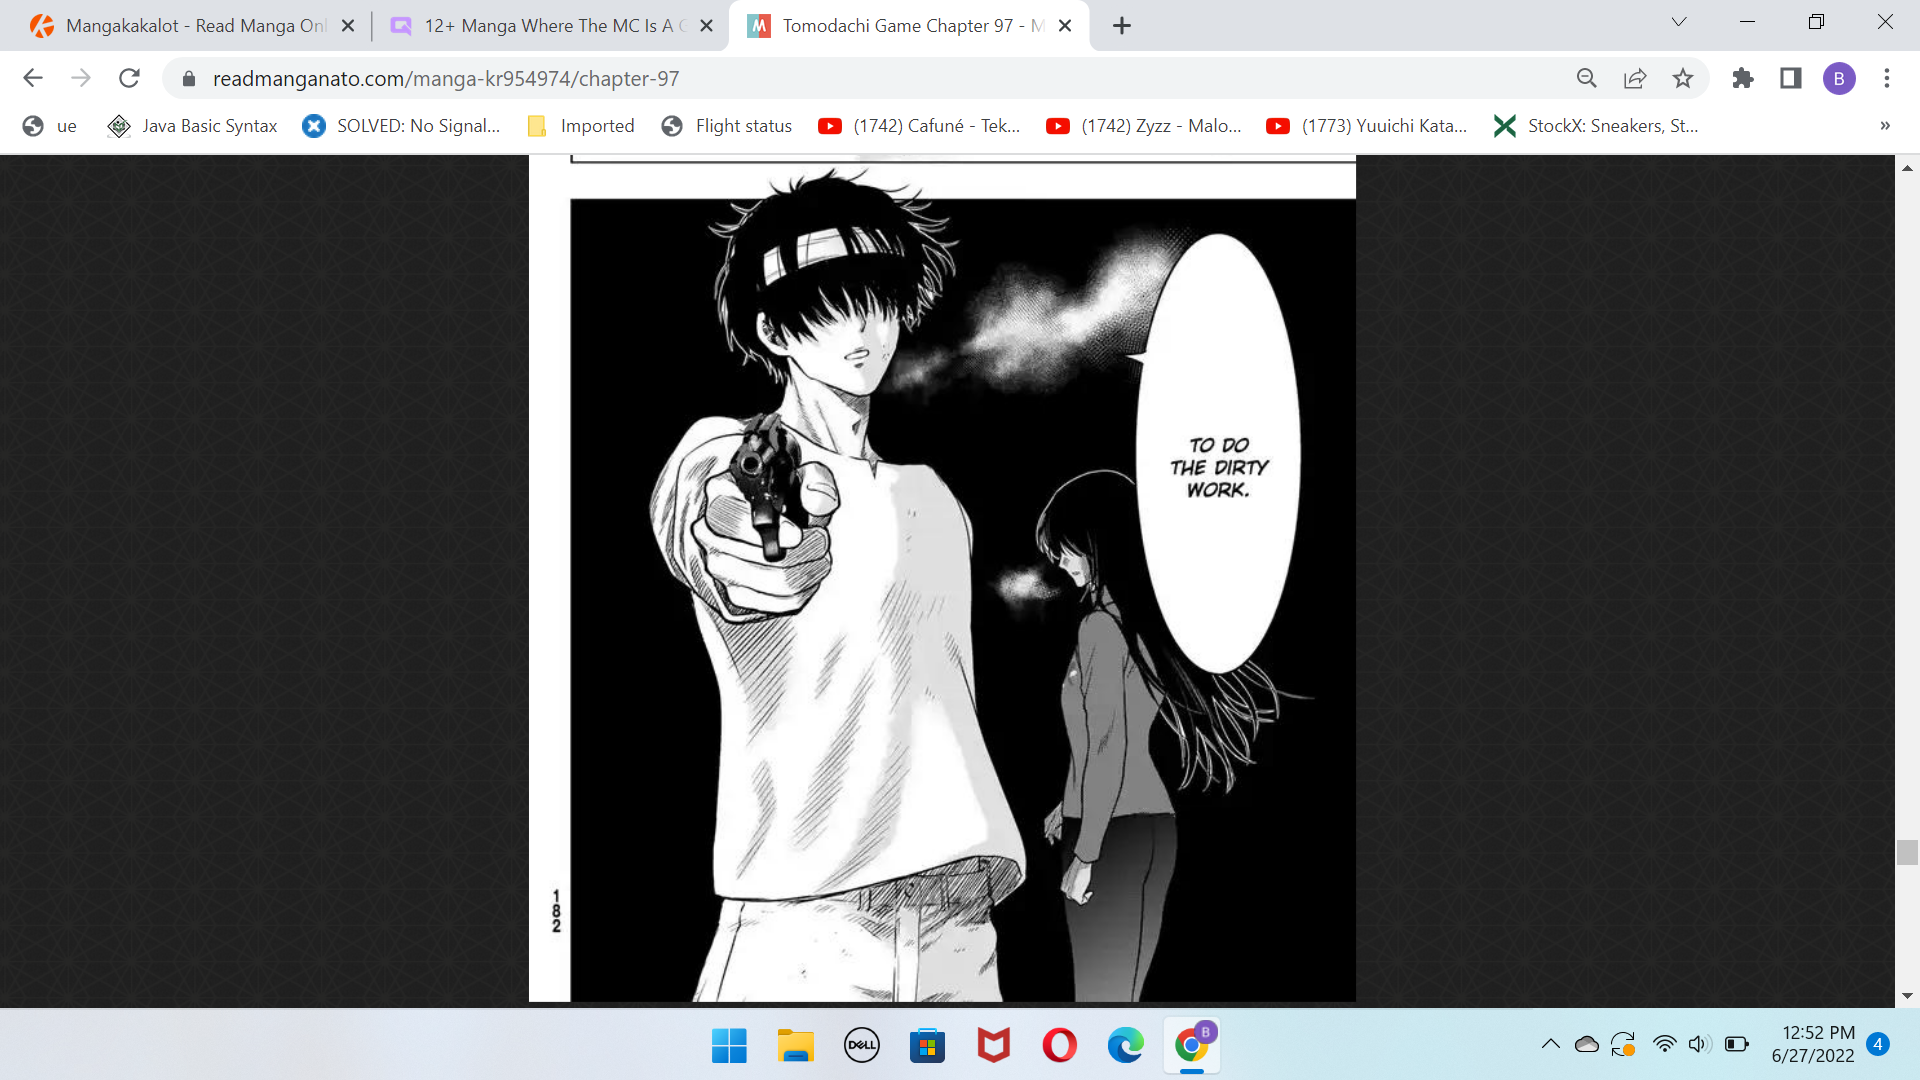 Mangakakalot - Read Manga Onl
12+ Manga Where The MC Is A G
Tomodachi Game Chapter 97 - M
readmanganato.com/manga-kr954974/chapter-97
B
ue
Java Basic Syntax
SOLVED: No Signal...
Imported
Flight status
(1742) Cafuné - Tek...
(1742) Zyzz - Malo...
(1773) Yuuichi Kata...
StockX: Sneakers, St...
»
TO DO
THE DIRTY
WORK.
182
DELL
B
12:52 PM
6/27/2022
4